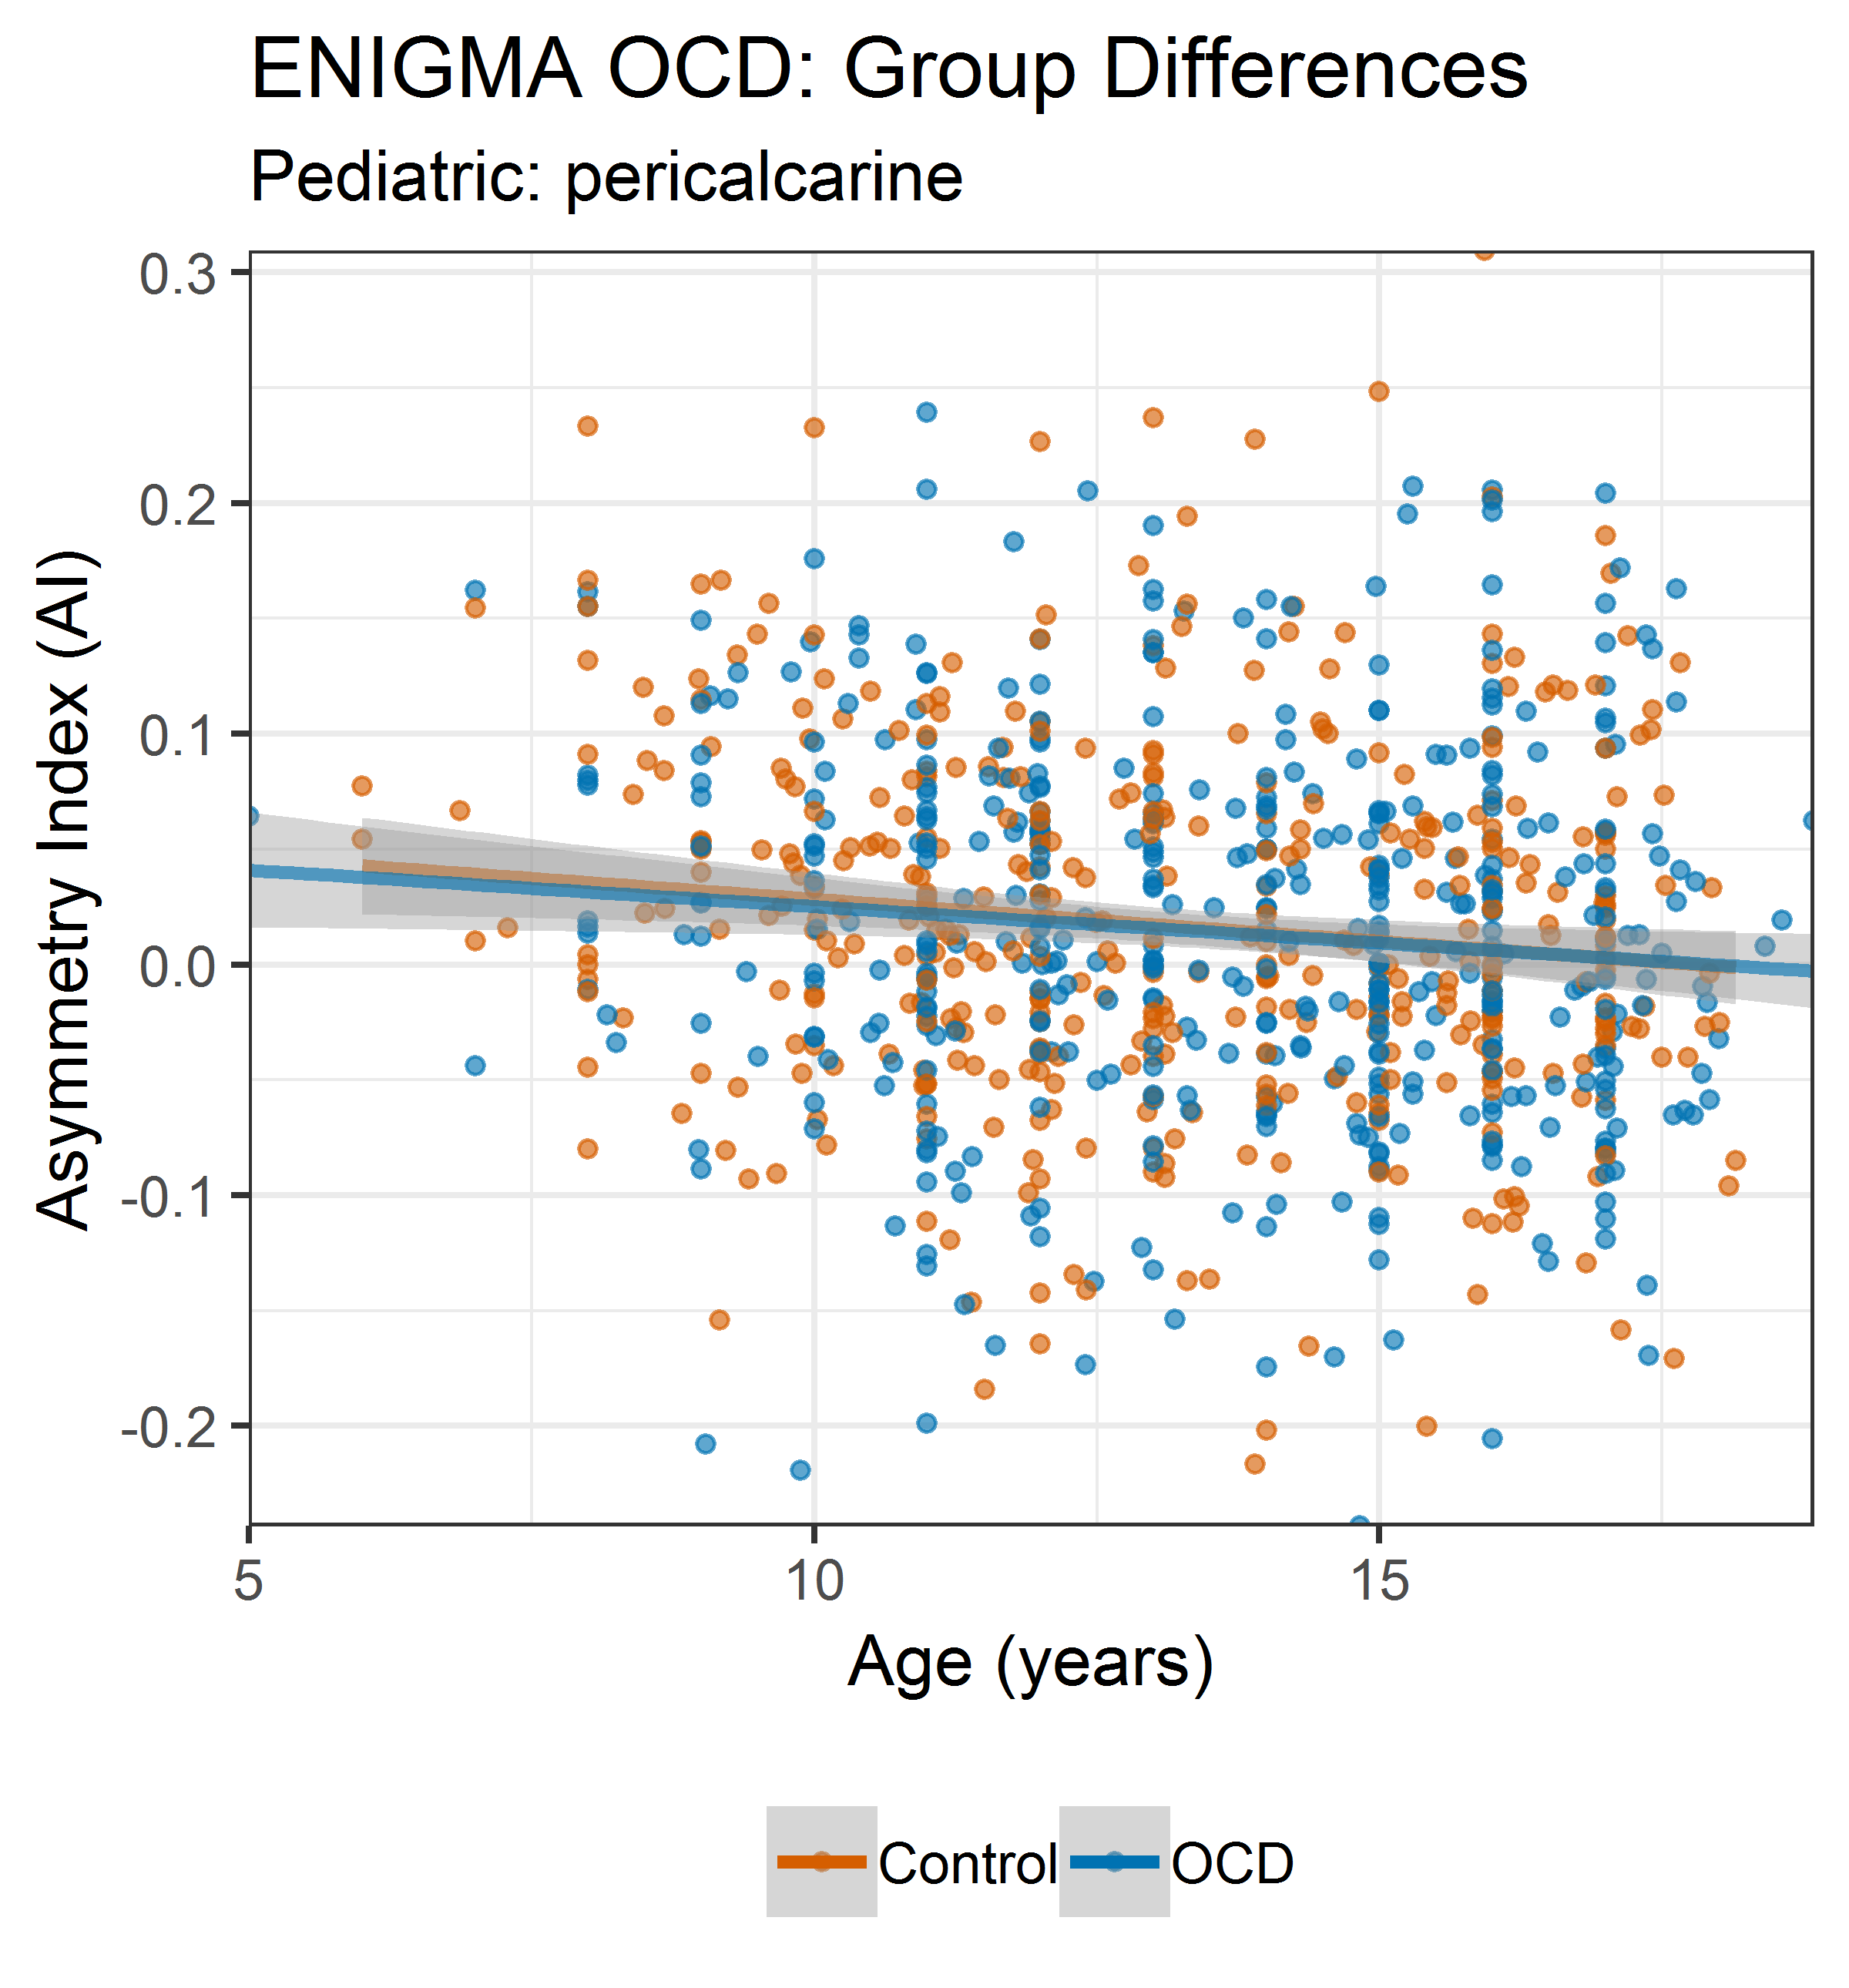 ENIGMA OCD: Group Differences
Pediatric: pericalcarine
Asymmetry Index (AI)
0.3
0.2
0.1
0.0
-0.1
-0.2
5 10 15
Age (years)
Control OCD